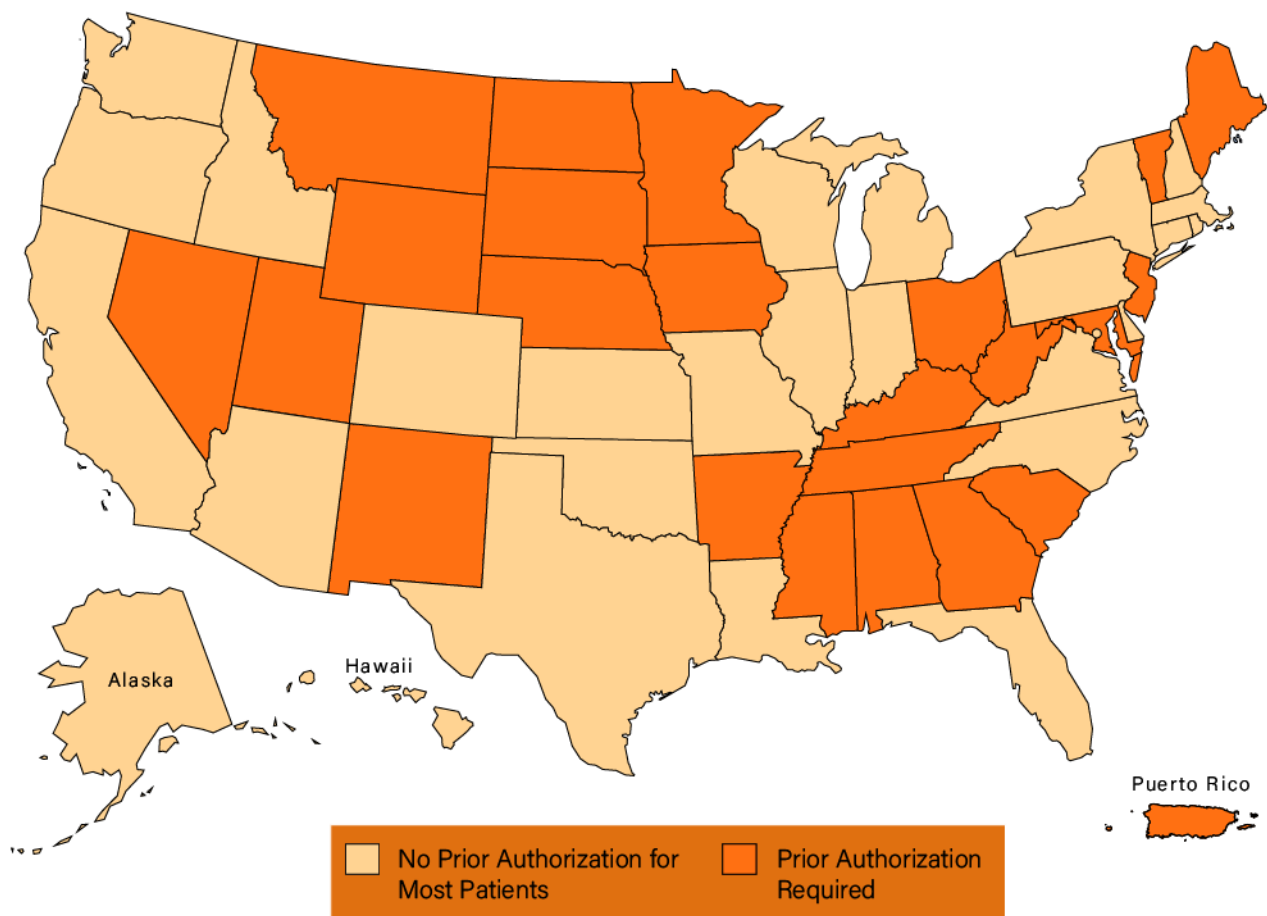 Alaska
Hawaii
Puerto Rico
No Prior Authorization for
Most Patients
Prior Authorization
Required